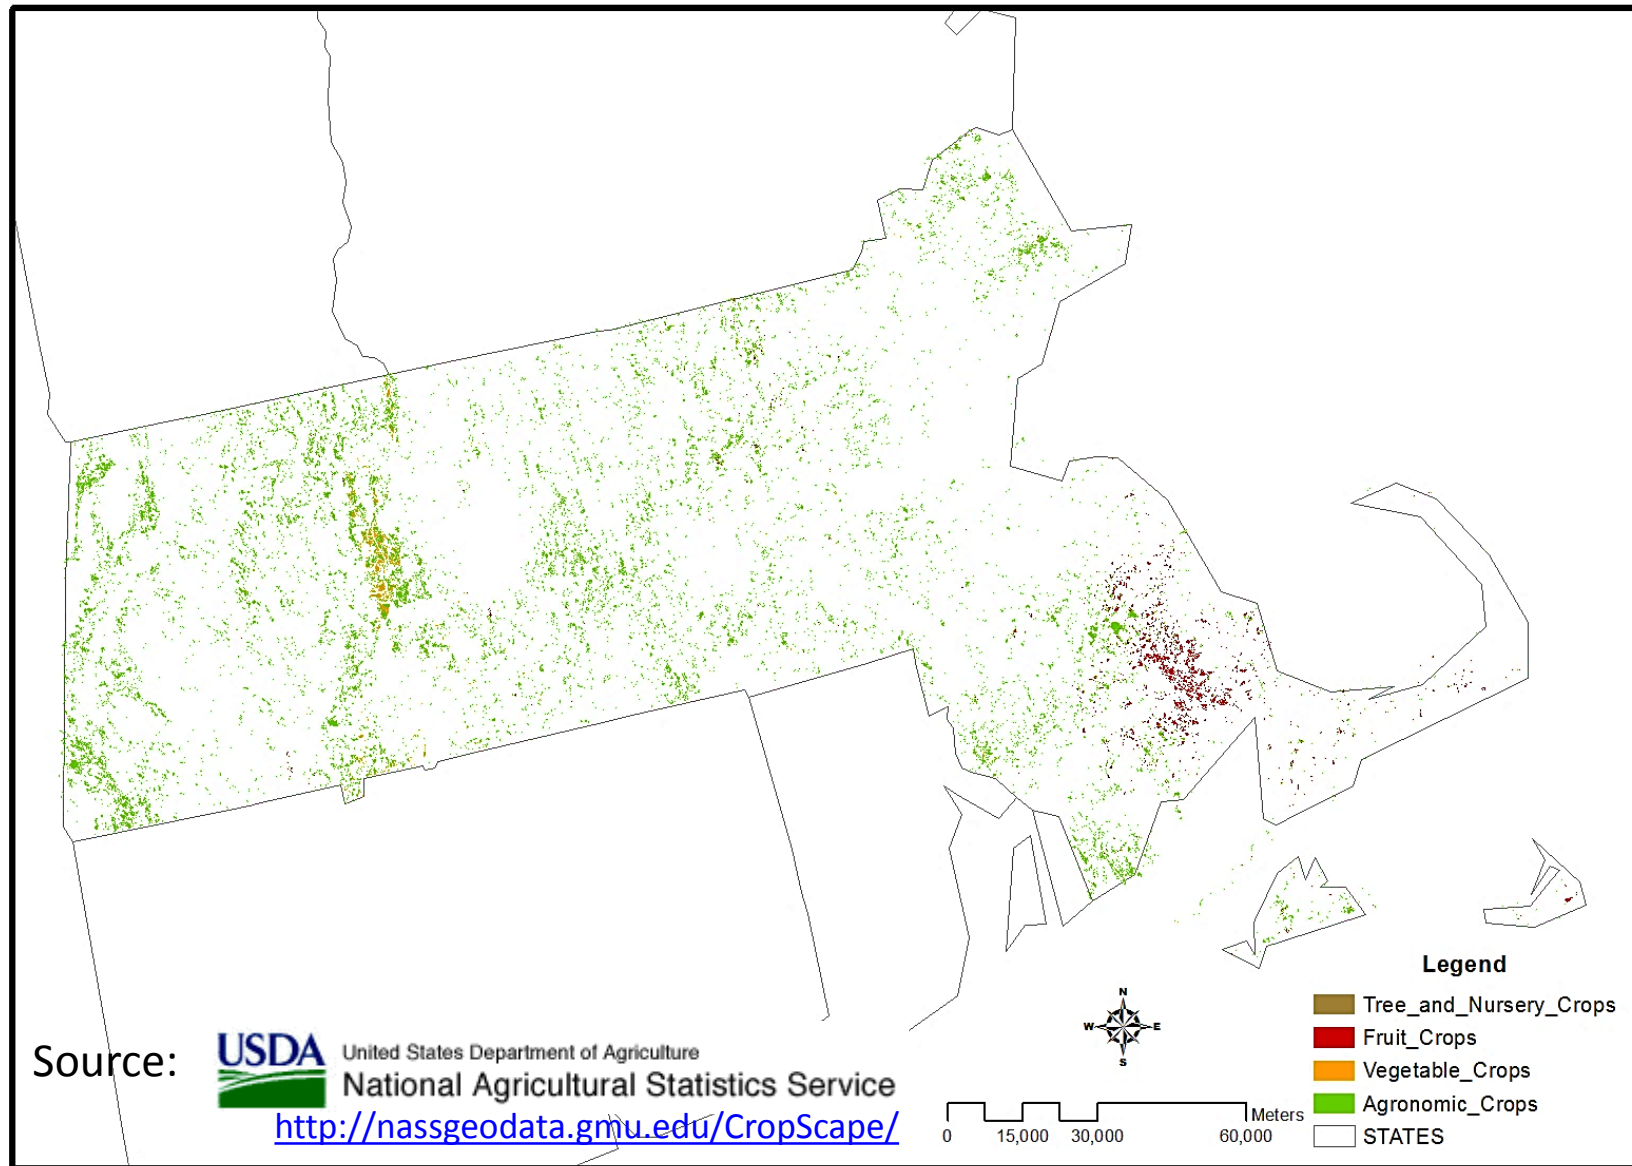 Legend
Tree_and_Nursery_Crops
Fruit_Crops
Vegetable_Crops
Agronomic_Crops
STATES
N
W E
S
Meters
0 15,000 30,000 60,000
Source:
USDA
United States Department of Agriculture
National Agricultural Statistics Service
http://nassgeodata.gmu.edu/CropScape/